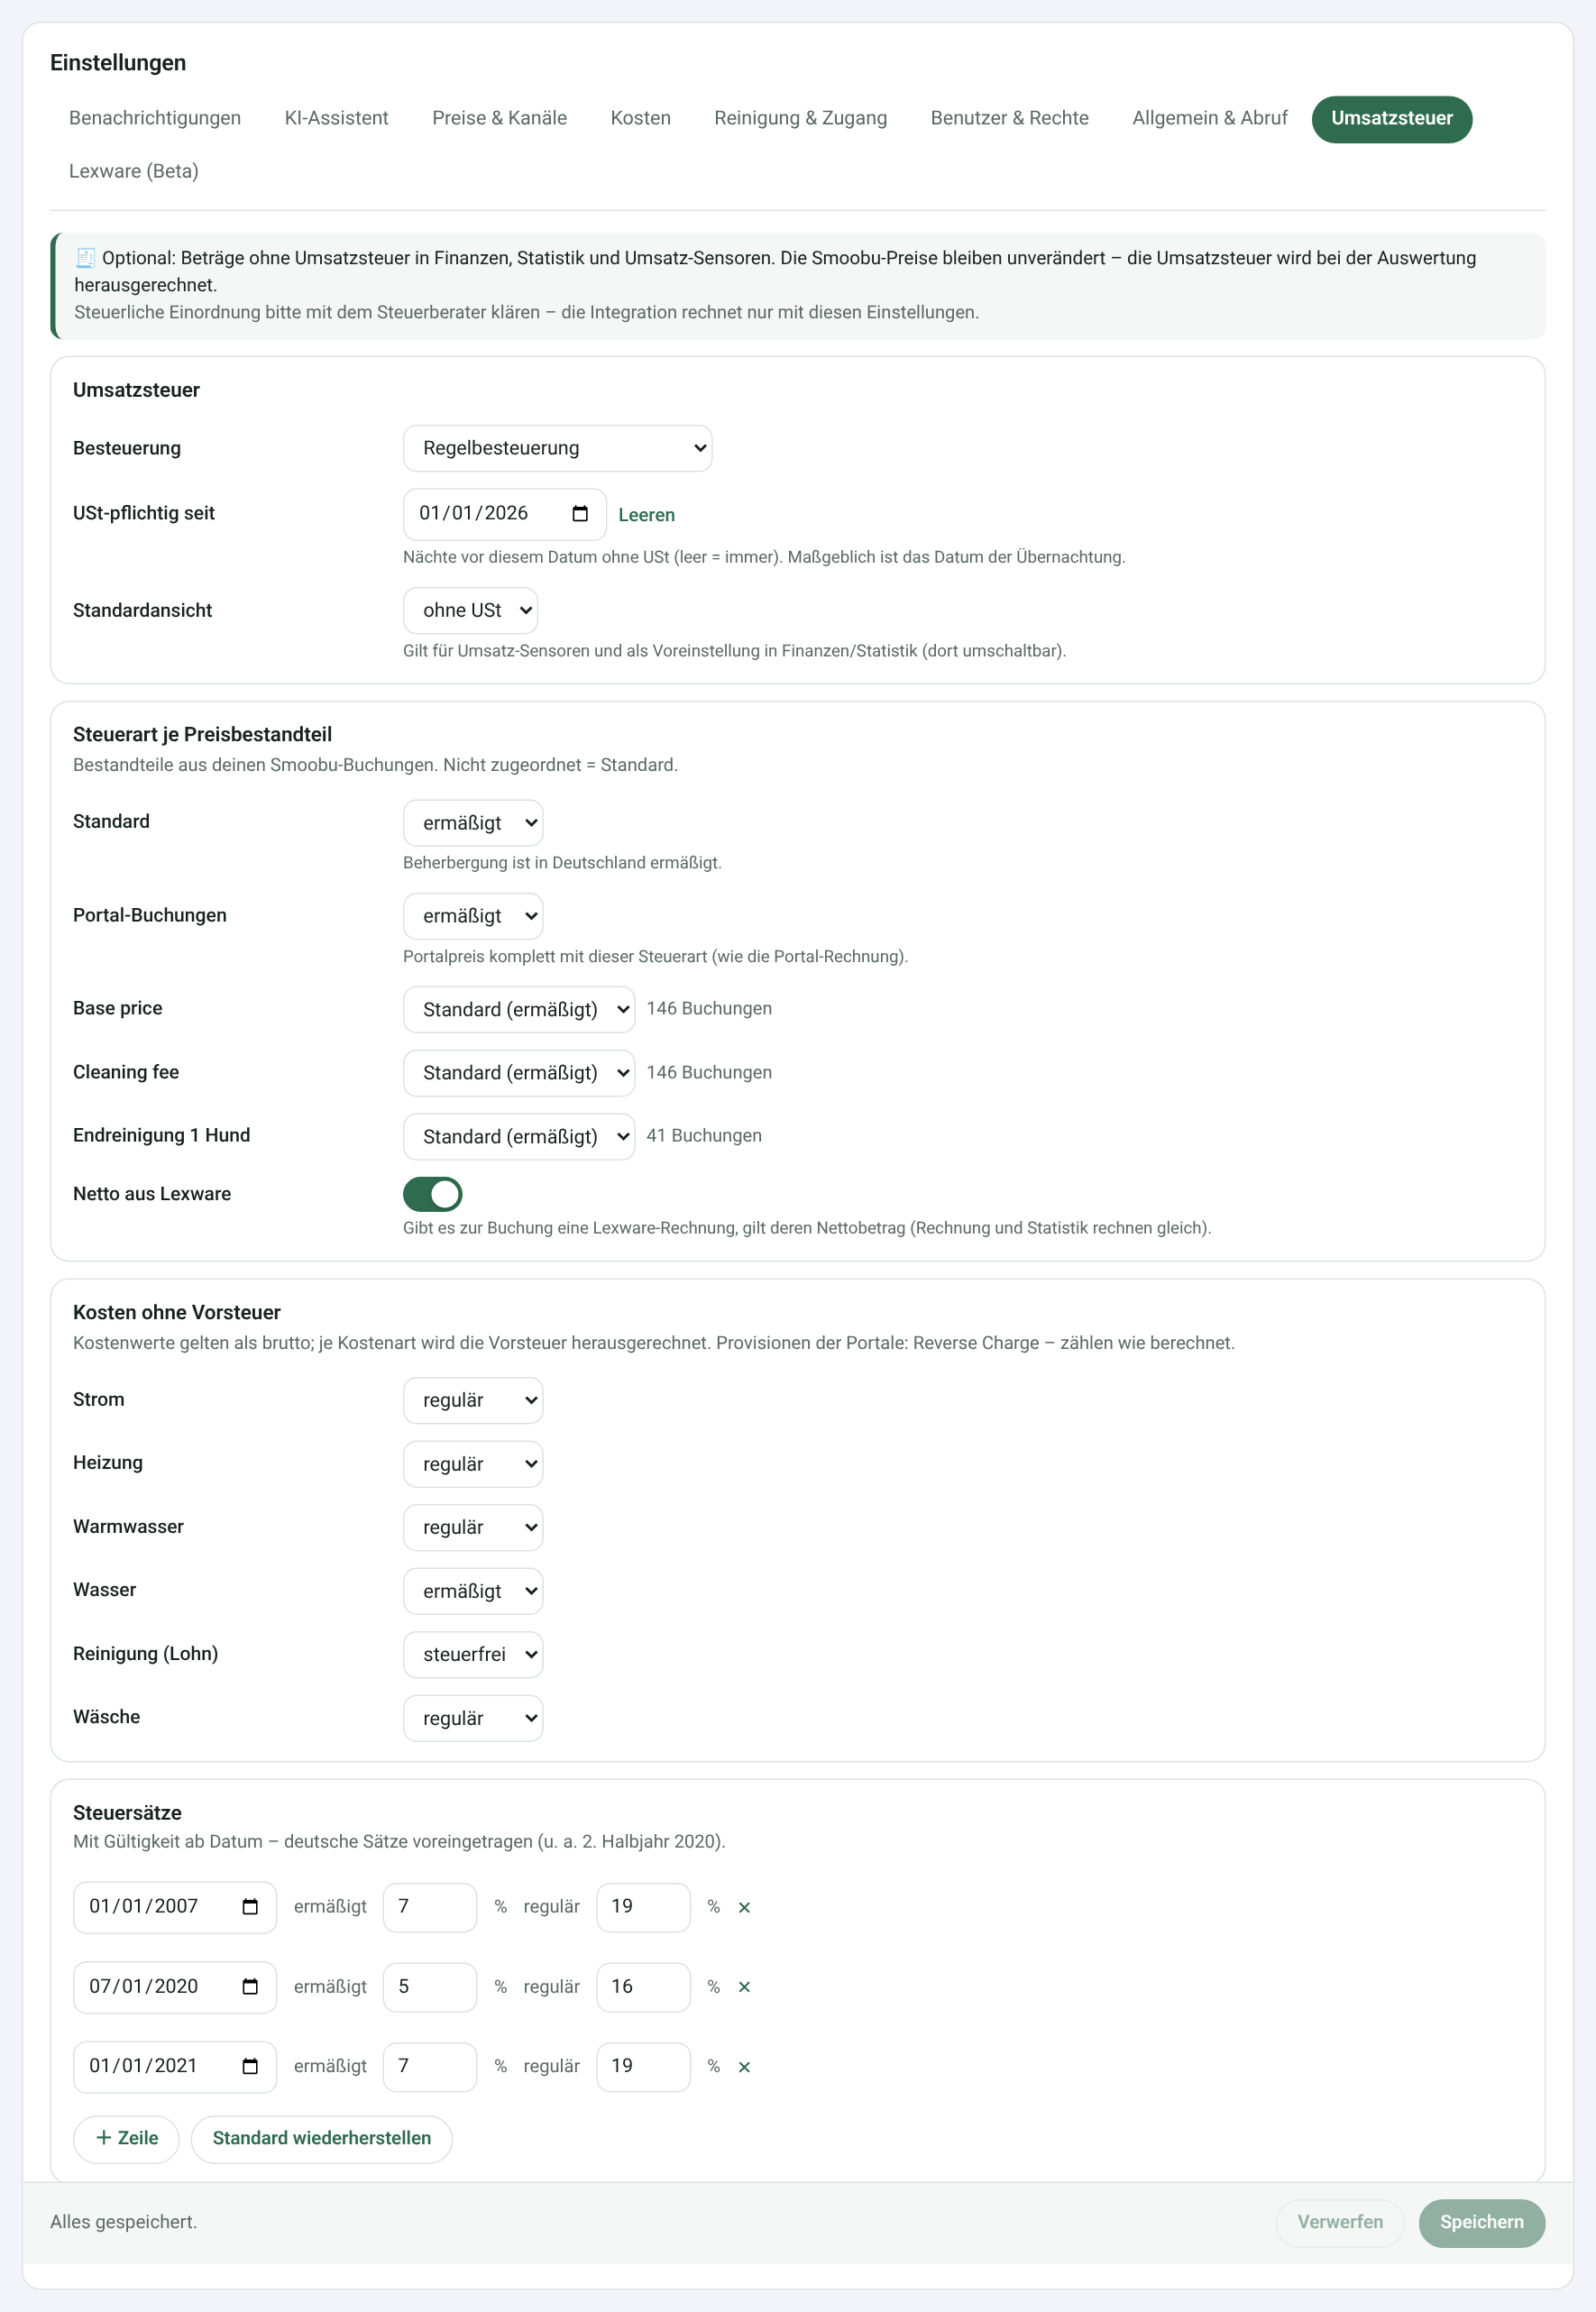 Einstellungen
Benachrichtigungen KI-Assistent Preise & Kanäle Kosten Reinigung & Zugang Benutzer & Rechte Allgemein & Abruf Umsatzsteuer
Lexware (Beta)
🧾 Optional: Beträge ohne Umsatzsteuer in Finanzen, Statistik und Umsatz-Sensoren. Die Smoobu-Preise bleiben unverändert – die Umsatzsteuer wird bei der Auswertung
herausgerechnet.
Steuerliche Einordnung bitte mit dem Steuerberater klären – die Integration rechnet nur mit diesen Einstellungen.
Umsatzsteuer
Besteuerung Regelbesteuerung
USt-pflichtig seit 01/01/2026 Leeren
Nächte vor diesem Datum ohne USt (leer = immer). Maßgeblich ist das Datum der Übernachtung.
Standardansicht ohne USt
Gilt für Umsatz-Sensoren und als Voreinstellung in Finanzen/Statistik (dort umschaltbar).
Steuerart je Preisbestandteil
Bestandteile aus deinen Smoobu-Buchungen. Nicht zugeordnet = Standard.
Standard ermäßigt
Beherbergung ist in Deutschland ermäßigt.
Portal-Buchungen ermäßigt
Portalpreis komplett mit dieser Steuerart (wie die Portal-Rechnung).
Base price Standard (ermäßigt) 146 Buchungen
Cleaning fee Standard (ermäßigt) 146 Buchungen
Endreinigung 1 Hund Standard (ermäßigt) 41 Buchungen
Netto aus Lexware
Gibt es zur Buchung eine Lexware-Rechnung, gilt deren Nettobetrag (Rechnung und Statistik rechnen gleich).
Kosten ohne Vorsteuer
Kostenwerte gelten als brutto; je Kostenart wird die Vorsteuer herausgerechnet. Provisionen der Portale: Reverse Charge – zählen wie berechnet.
Strom regulär
Heizung regulär
Warmwasser regulär
Wasser ermäßigt
Reinigung (Lohn) steuerfrei
Wäsche regulär
Steuersätze
Mit Gültigkeit ab Datum – deutsche Sätze voreingetragen (u. a. 2. Halbjahr 2020).
01/01/2007 ermäßigt 7 % regulär 19 % ×
07/01/2020 ermäßigt 5 % regulär 16 % ×
01/01/2021 ermäßigt 7 % regulär 19 % ×
+ Zeile Standard wiederherstellen
Alles gespeichert. Verwerfen Speichern